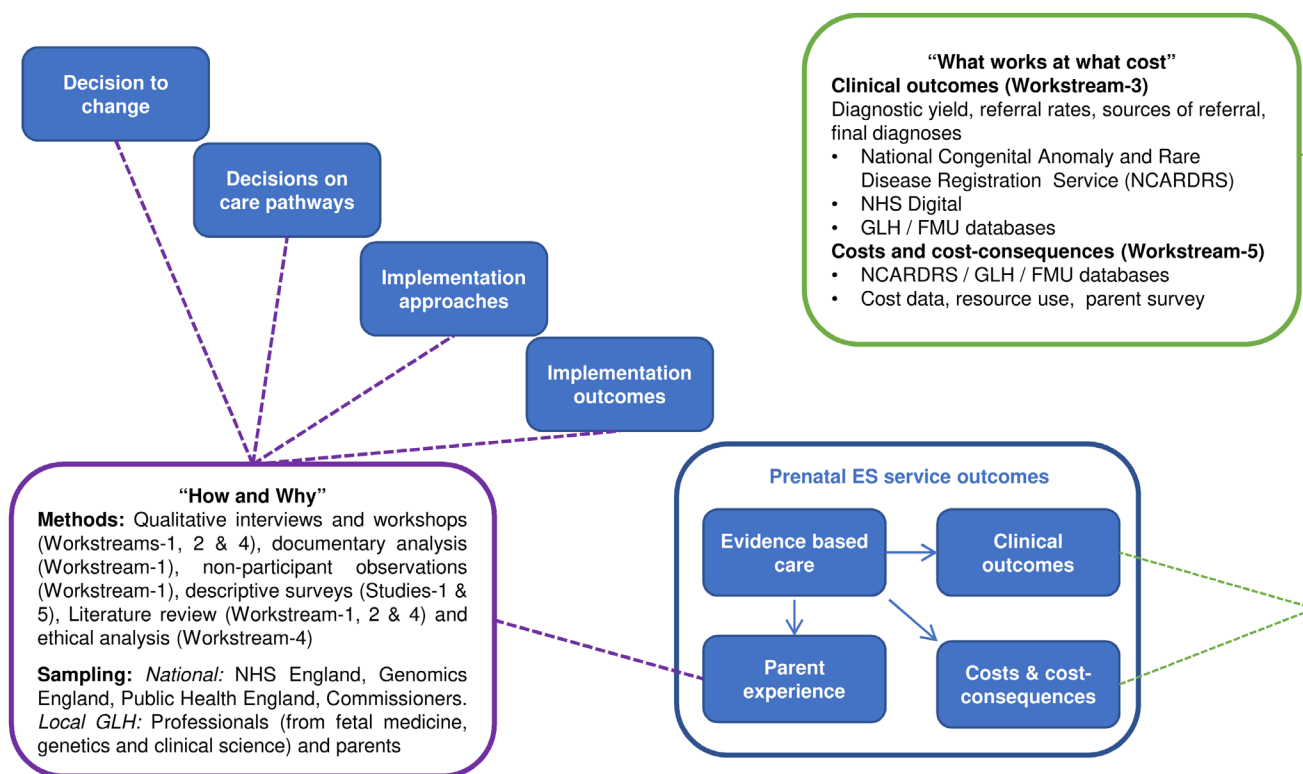 Decision to
change
Decisions on
care pathways
Implementation
approaches
Implementation
outcomes
“What works at what cost”
Clinical outcomes (Workstream-3)
Diagnostic yield, referral rates, sources of referral,
final diagnoses
• National Congenital Anomaly and Rare
Disease Registration Service (NCARDRS)
• NHS Digital
• GLH / FMU databases
Costs and cost-consequences (Workstream-5)
• NCARDRS / GLH / FMU databases
• Cost data, resource use, parent survey
“How and Why”
Methods: Qualitative interviews and workshops
(Workstreams-1, 2 & 4), documentary analysis
(Workstream-1), non-participant observations
(Workstream-1), descriptive surveys (Studies-1 &
5), Literature review (Workstream-1, 2 & 4) and
ethical analysis (Workstream-4)
Sampling: National: NHS England, Genomics
England, Public Health England, Commissioners.
Local GLH: Professionals (from fetal medicine,
genetics and clinical science) and parents
Prenatal ES service outcomes
Evidence based
care
Clinical
outcomes
Parent
experience
Costs & cost-
consequences